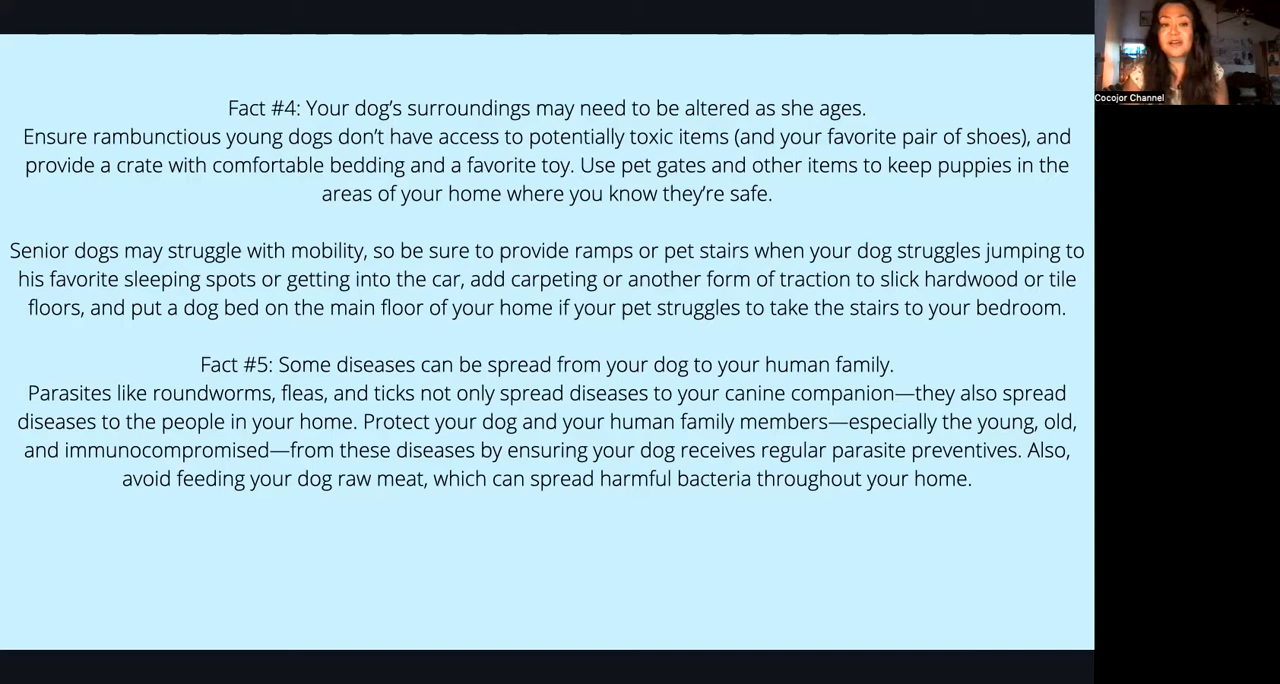 Fact #4: Your dog’s surroundings may need to be altered as she ages.
Ensure rambunctious young dogs don’t have access to potentially toxic items (and your favorite pair of shoes), and
provide a crate with comfortable bedding and a favorite toy. Use pet gates and other items to keep puppies in the
areas of your home where you know they’re safe.
Senior dogs may struggle with mobility, so be sure to provide ramps or pet stairs when your dog struggles jumping to
his favorite sleeping spots or getting into the car, add carpeting or another form of traction to slick hardwood or tile
floors, and put a dog bed on the main floor of your home if your pet struggles to take the stairs to your bedroom.
Fact #5: Some diseases can be spread from your dog to your human family.
Parasites like roundworms, fleas, and ticks not only spread diseases to your canine companion—they also spread
diseases to the people in your home. Protect your dog and your human family members—especially the young, old,
and immunocompromised—from these diseases by ensuring your dog receives regular parasite preventives. Also,
avoid feeding your dog raw meat, which can spread harmful bacteria throughout your home.
Cocojor Channel